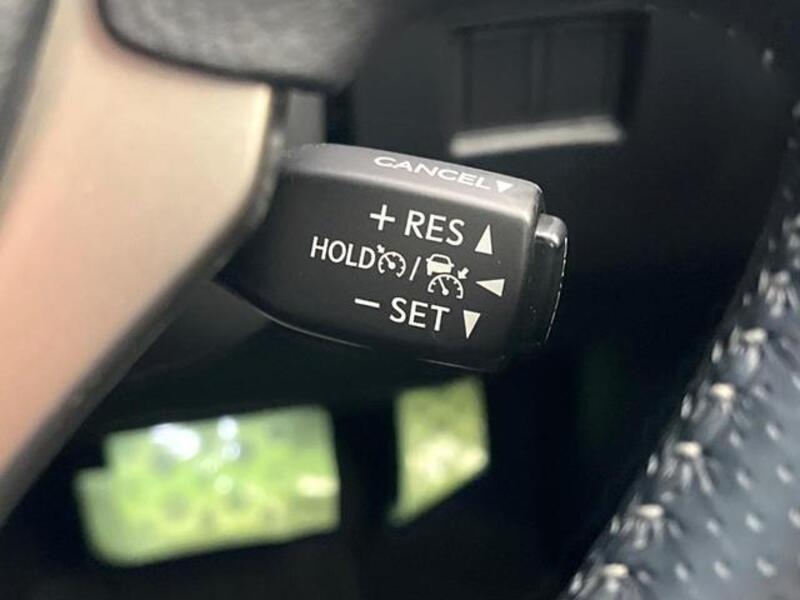 CANCEL
+ RES
HOLD /
− SET